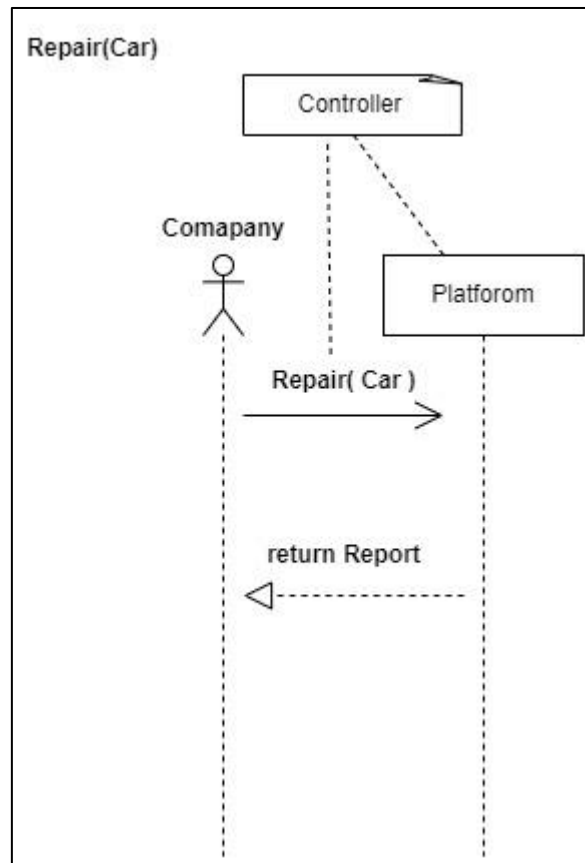 Repair(Car)
Controller
Comapany
Platforom
Repair( Car )
return Report